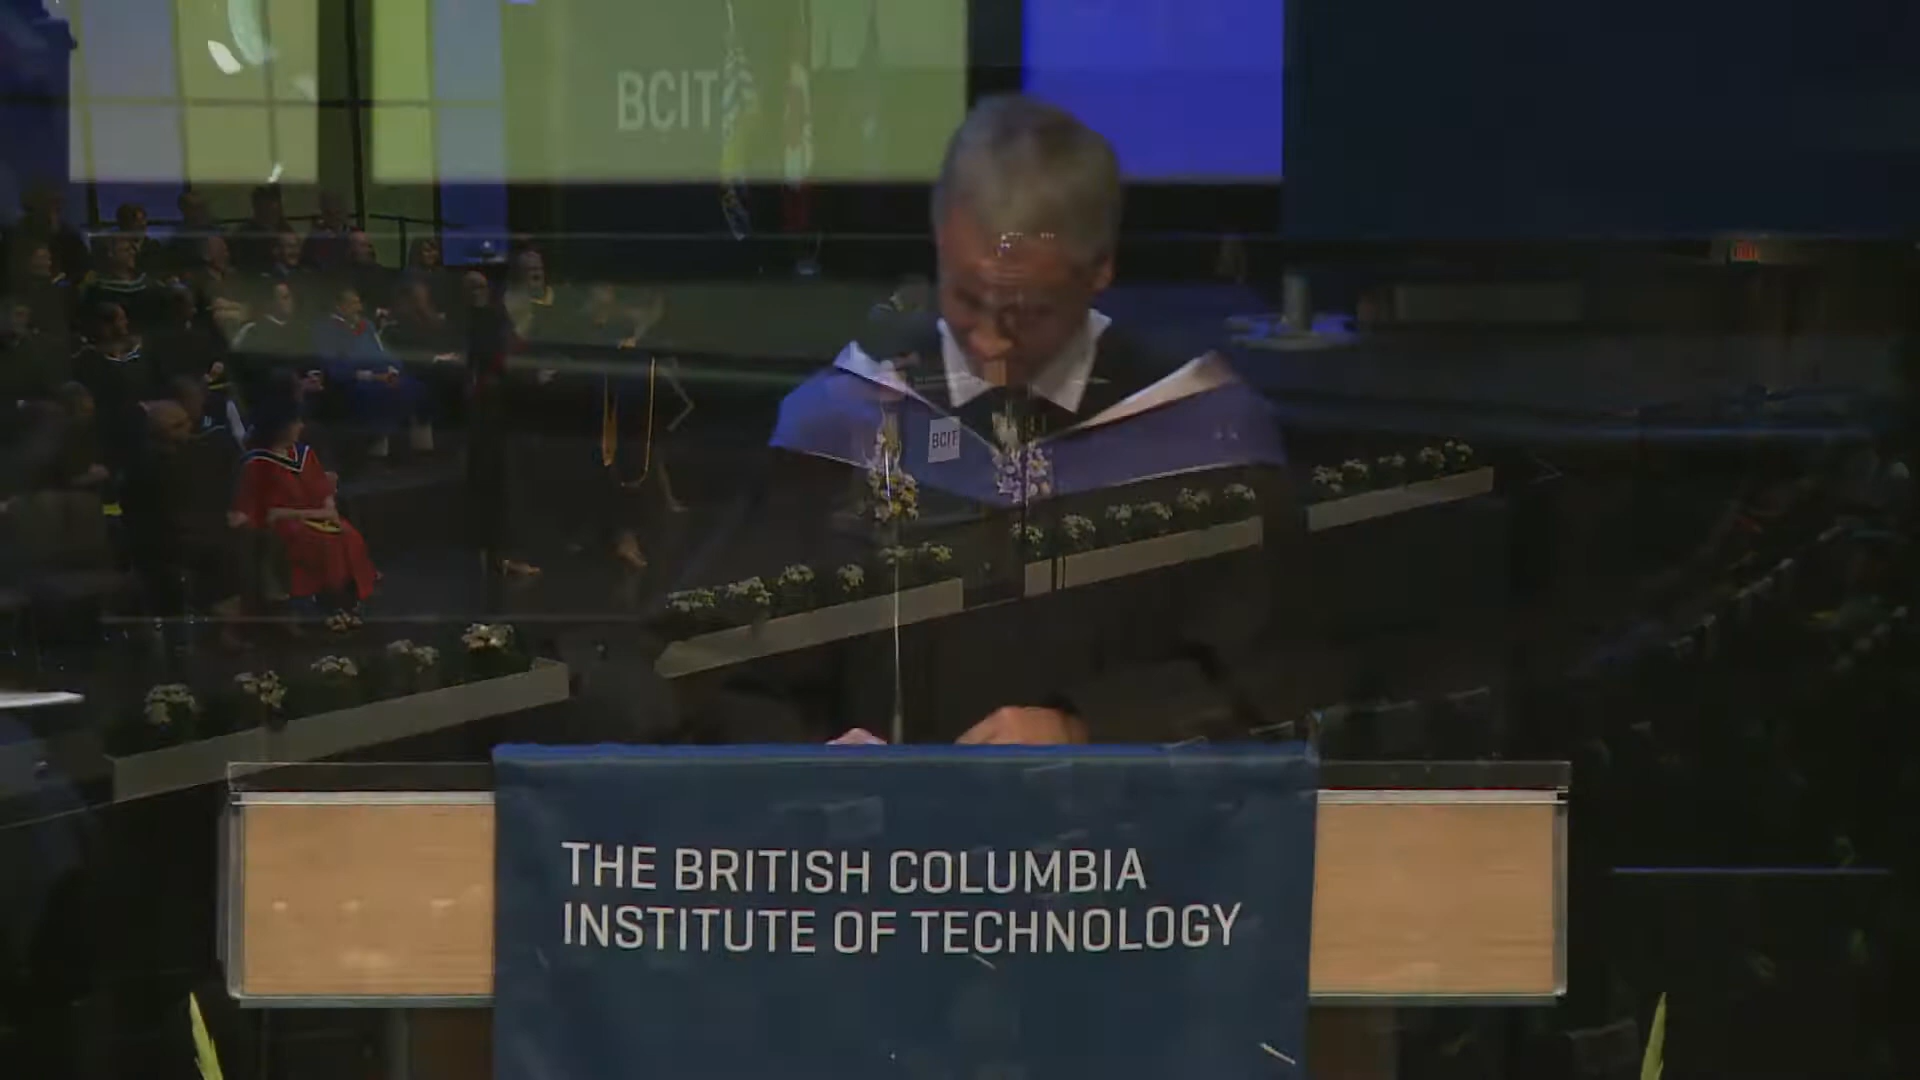 BCIT
BCIT
THE BRITISH COLUMBIA
INSTITUTE OF TECHNOLOGY